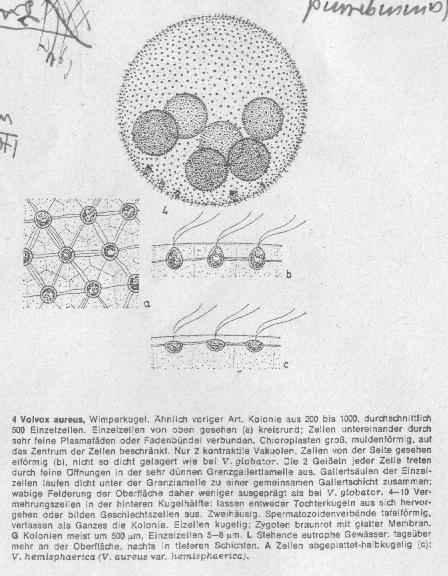 4
a
b
c
4 Volvox aureus, Wimperkugel. Ähnlich voriger Art. Kolonie aus 200 bis 1000, durchschnittlich
500 Einzelzellen. Einzelzellen von oben gesehen (a) kreisrund; Zellen untereinander durch
sehr feine Plasmafäden oder Fadenbündel verbunden. Chloroplasten groß, muldenförmig, auf
das Zentrum der Zellen beschränkt. Nur 2 kontraktile Vakuolen. Zellen von der Seite gesehen
eiförmig (b), nicht so dicht gelagert wie bei V. globator. Die 2 Geißeln jeder Zelle treten
durch feine Öffnungen in der sehr dünnen Grenzgallertlamelle aus. Gallertsäulen der Einzel-
zellen laufen dicht unter der Grenzlamelle zu einer gemeinsamen Gallertschicht zusammen;
wabige Felderung der Oberfläche daher weniger ausgeprägt als bei V. globator. 4–10 Ver-
mehrungszellen in der hinteren Kugelhälfte; lassen entweder Tochterkugeln aus sich hervor-
gehen oder bilden Geschlechtszellen aus. Zweihäusig. Spermatozoidenverbände tafelförmig,
verlassen als Ganzes die Kolonie. Eizellen kugelig; Zygoten braunrot mit glatter Membran.
G Kolonien meist um 500 µm, Einzelzellen 5–8 µm. L Stehende eutrophe Gewässer; tagsüber
mehr an der Oberfläche, nachts in tieferen Schichten. A Zellen abgeplattet-halbkugelig (c):
V. hemisphaerica (V. aureus var. hemisphaerica).